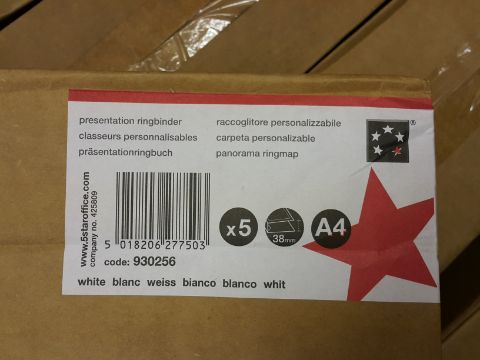 presentation ringbinder
classeurs personnalisables
präsentationringbuch
raccoglitore personalizzabile
carpeta personalizable
panorama ringmap
®
www.5staroffice.com
company no. 425809
5 018206 277503
x5
38mm
A4
code: 930256
white blanc weiss bianco blanco whit